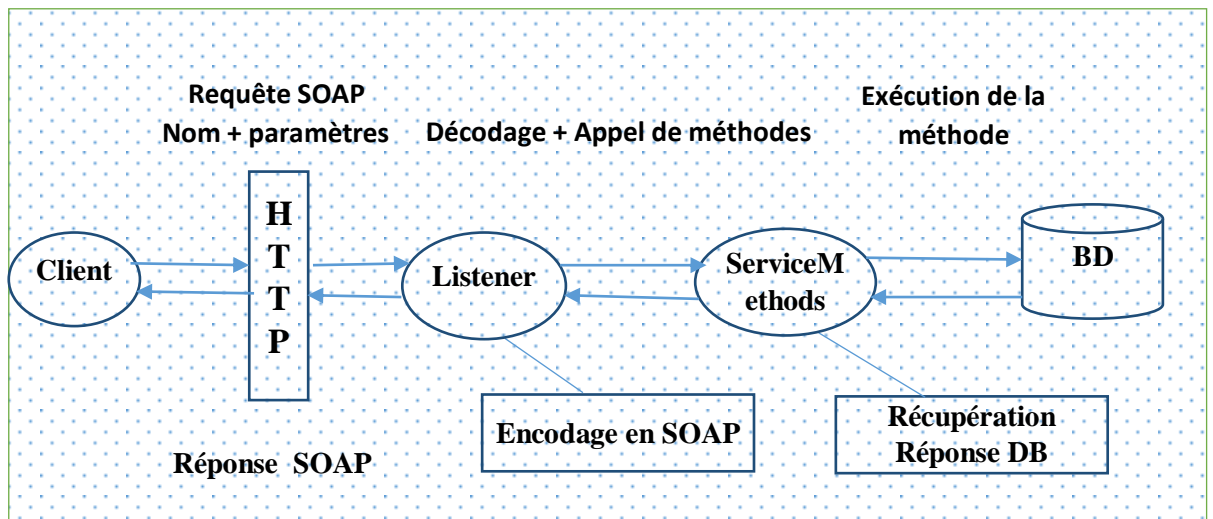 Requête SOAP
Nom + paramètres
Décodage + Appel de méthodes
Exécution de la
méthode
Client
H
T
T
P
Listener
ServiceM
ethods
BD
Encodage en SOAP
Récupération
Réponse DB
Réponse SOAP